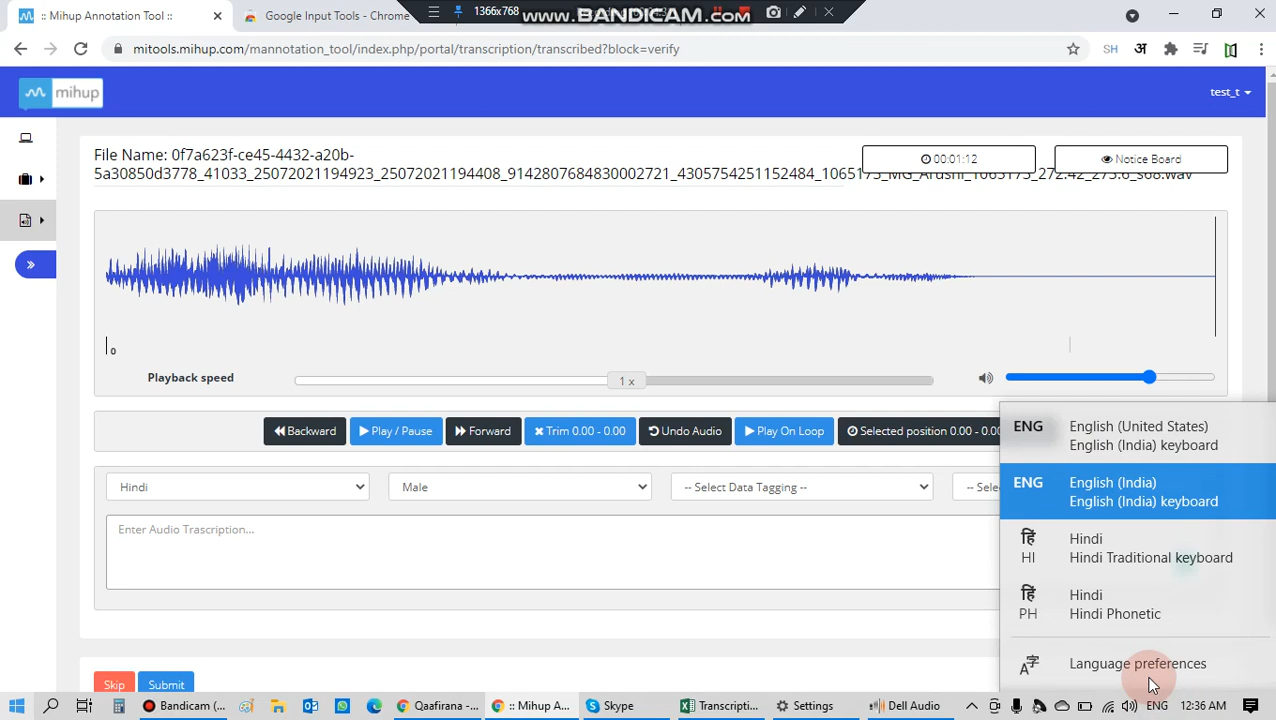 :: Mihup Annotation Tool ::
Google Input Tools - Chrome
1366x768
www.BANDICAM.com
mitools.mihup.com/mannotation_tool/index.php/portal/transcription/transcribed?block=verify
SH
अ
mihup
test_t
File Name: 0f7a623f-ce45-4432-a20b-
5a30850d3778_41033_25072021194923_25072021194408_9142807684830002721_4305754251152484_1065173_MG_Arushi_1065173_272.42_273.6_s68.wav
00:01:12
Notice Board
0
Playback speed
1 x
Backward
Play / Pause
Forward
Trim 0.00 - 0.00
Undo Audio
Play On Loop
Selected position 0.00 - 0.00
Hindi
Male
-- Select Data Tagging --
-- Selec
Enter Audio Trascription...
Skip
Submit
ENG English (United States)
English (India) keyboard
ENG English (India)
English (India) keyboard
हिं Hindi
HI Hindi Traditional keyboard
हिं Hindi
PH Hindi Phonetic
Language preferences
Bandicam (...
Qaafirana -...
:: Mihup A...
Skype
Transcripti...
Settings
Dell Audio
ENG
12:36 AM